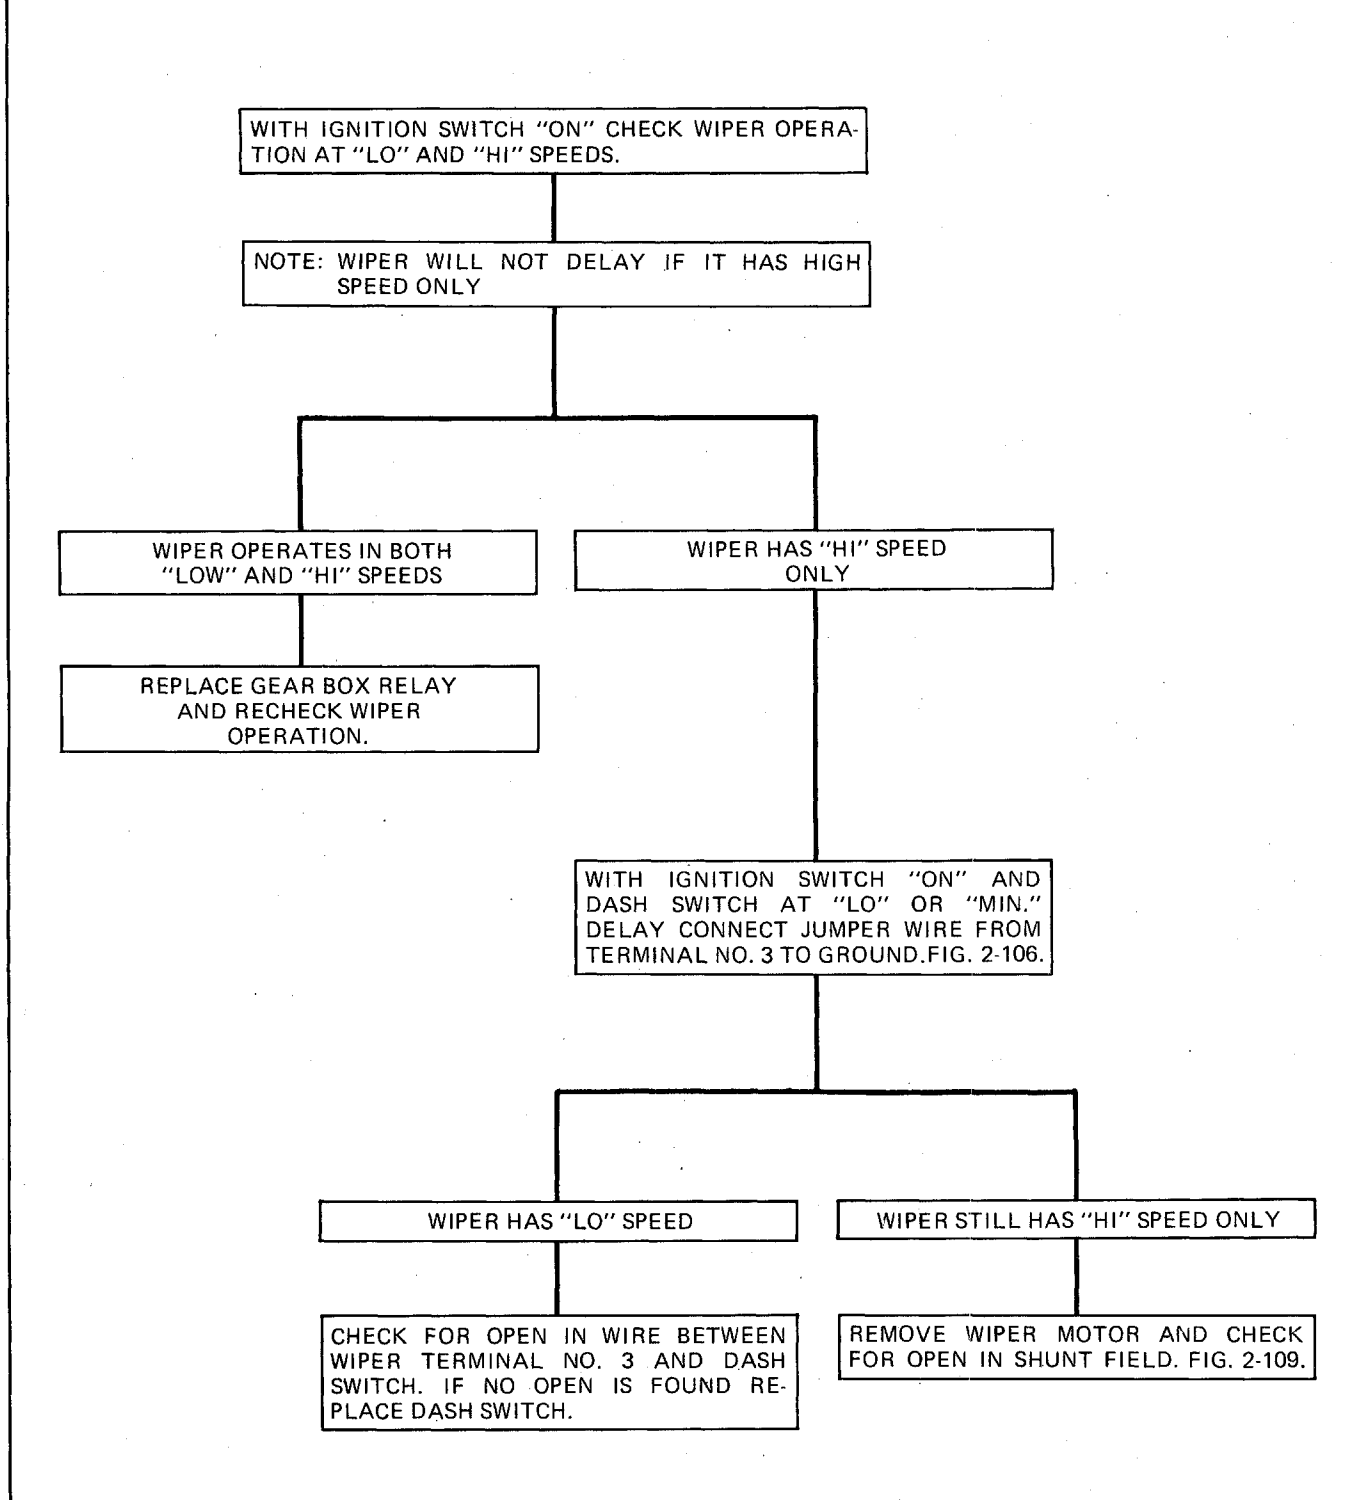 WITH IGNITION SWITCH "ON" CHECK WIPER OPERA-
TION AT "LO" AND "HI" SPEEDS.
NOTE: WIPER WILL NOT DELAY IF IT HAS HIGH
SPEED ONLY
WIPER OPERATES IN BOTH
"LOW" AND "HI" SPEEDS
WIPER HAS "HI" SPEED
ONLY
REPLACE GEAR BOX RELAY
AND RECHECK WIPER
OPERATION.
WITH IGNITION SWITCH "ON" AND
DASH SWITCH AT "LO" OR "MIN."
DELAY CONNECT JUMPER WIRE FROM
TERMINAL NO. 3 TO GROUND.FIG. 2-106.
WIPER HAS "LO" SPEED
WIPER STILL HAS "HI" SPEED ONLY
CHECK FOR OPEN IN WIRE BETWEEN
WIPER TERMINAL NO. 3 AND DASH
SWITCH. IF NO OPEN IS FOUND RE-
PLACE DASH SWITCH.
REMOVE WIPER MOTOR AND CHECK
FOR OPEN IN SHUNT FIELD. FIG. 2-109.